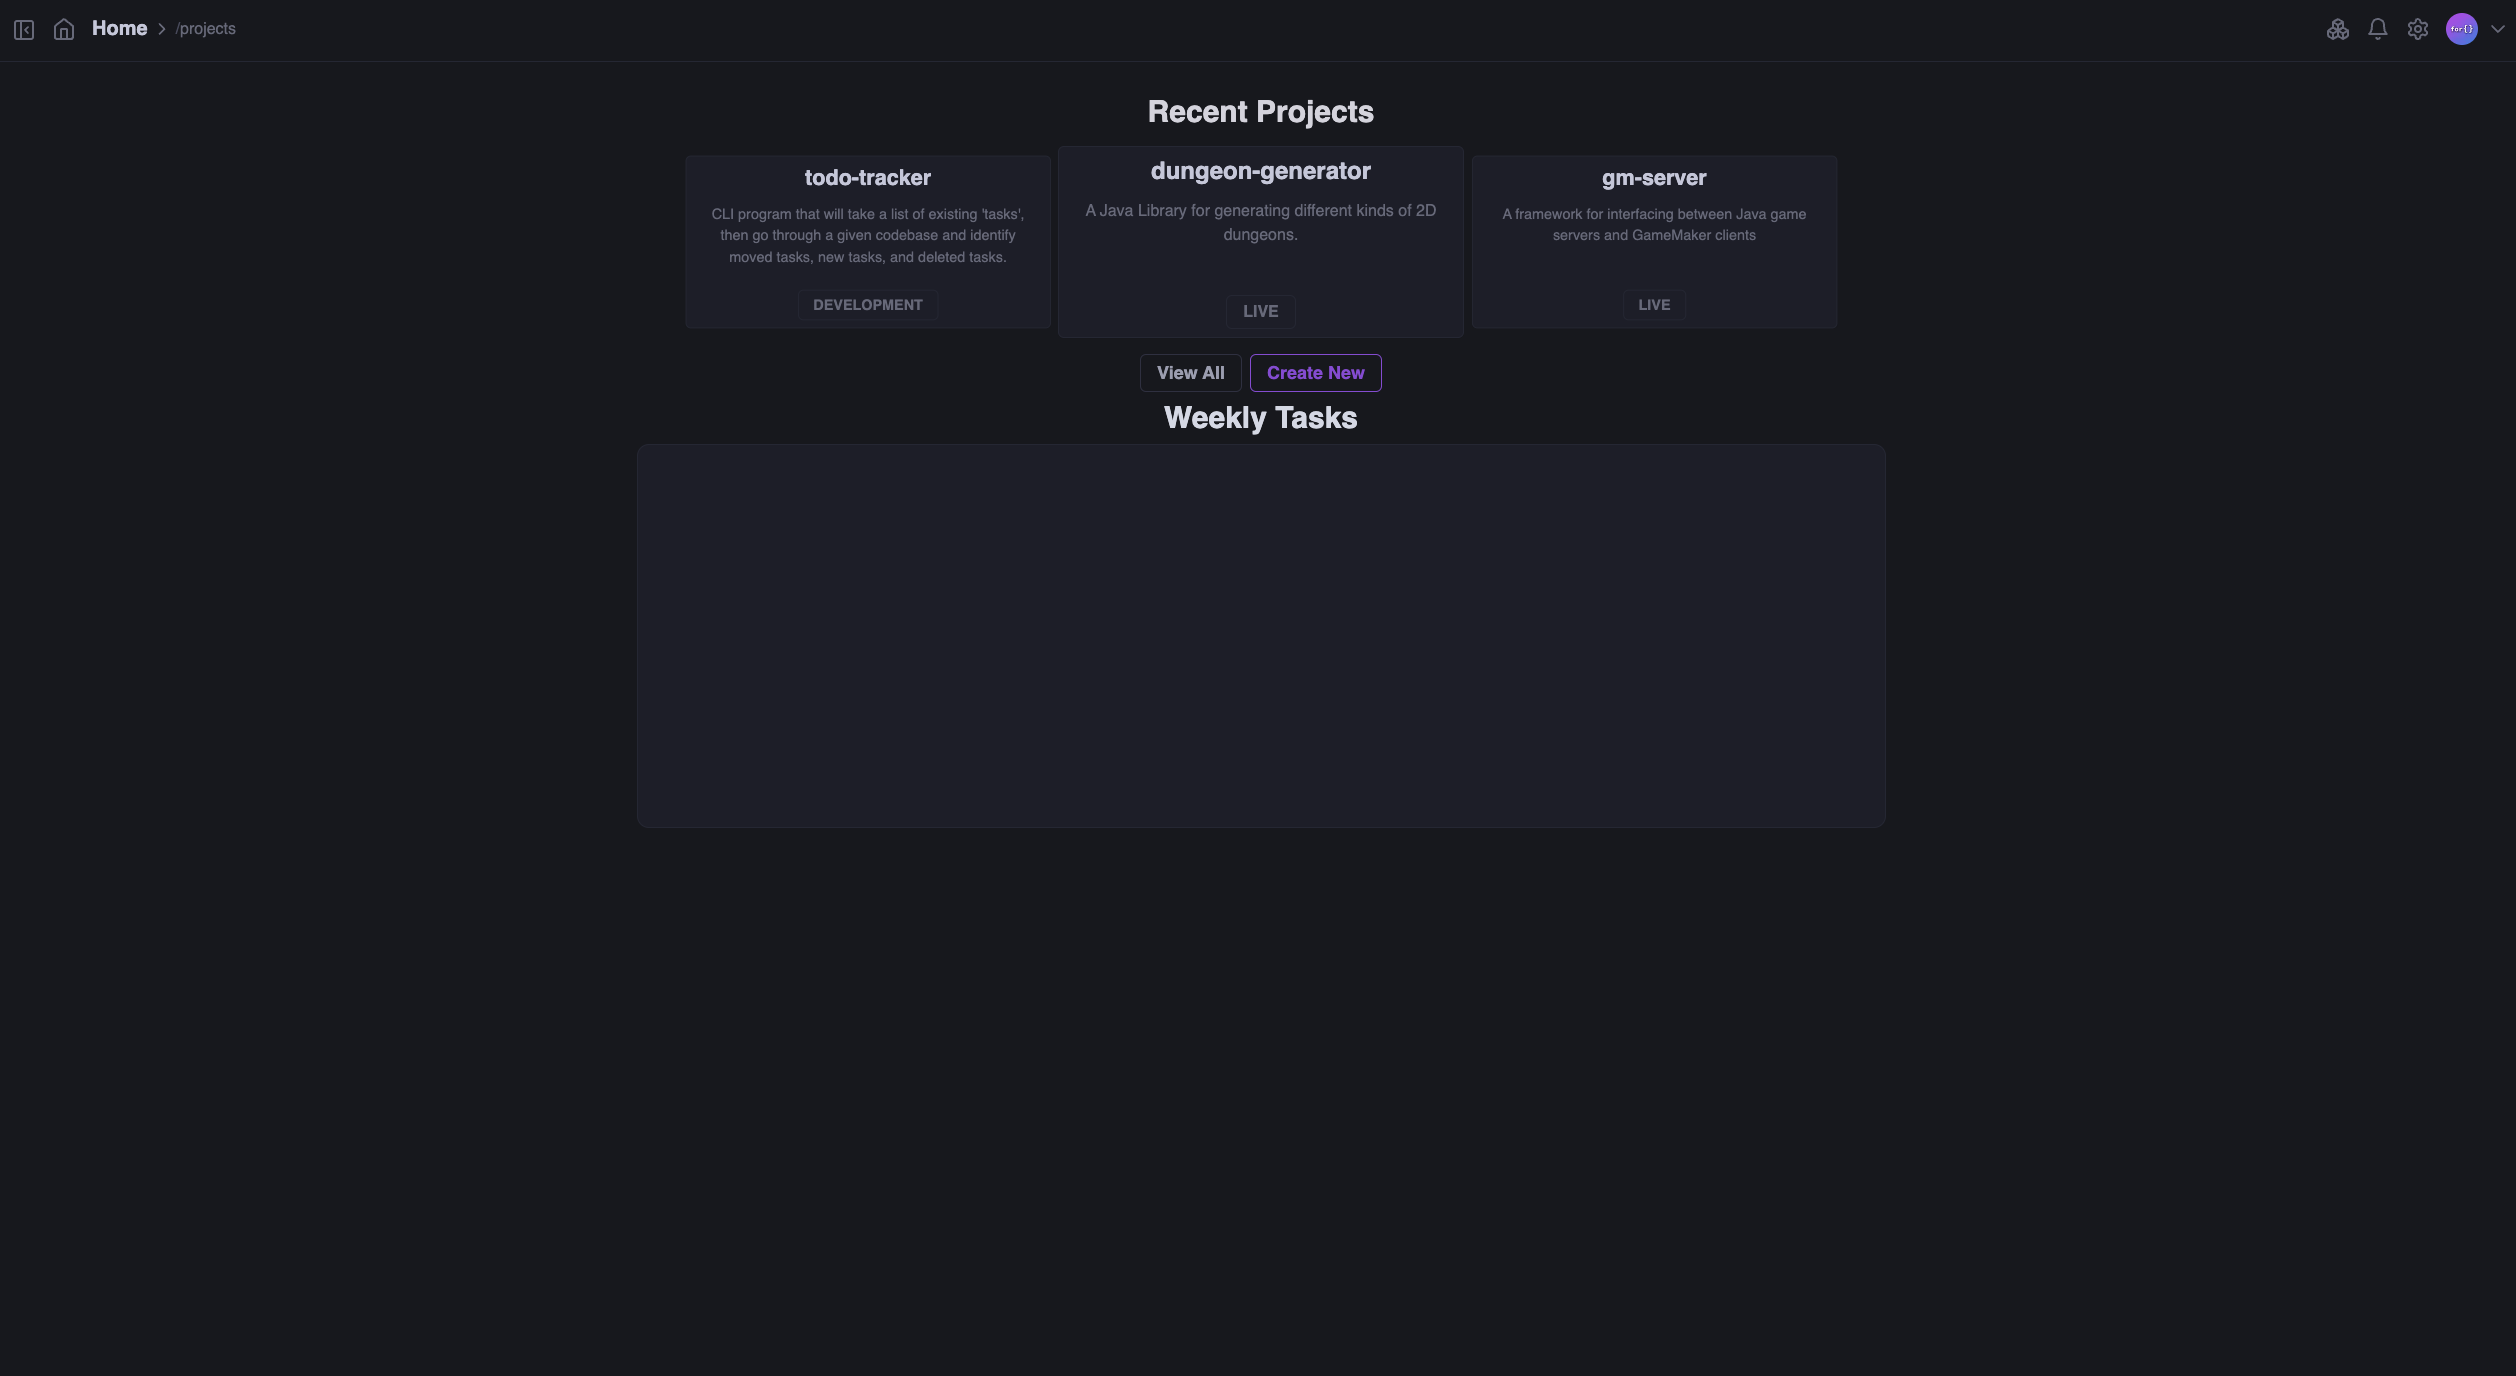 Home > /projects
for{}
Recent Projects
todo-tracker
CLI program that will take a list of existing 'tasks',
then go through a given codebase and identify
moved tasks, new tasks, and deleted tasks.
DEVELOPMENT
dungeon-generator
A Java Library for generating different kinds of 2D
dungeons.
LIVE
gm-server
A framework for interfacing between Java game
servers and GameMaker clients
LIVE
View All
Create New
Weekly Tasks